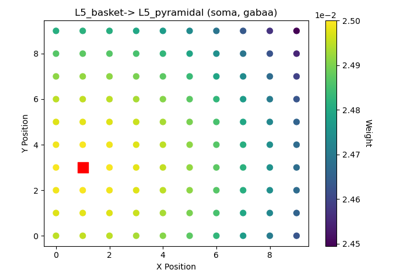 L5_basket-> L5_pyramidal (soma, gabaa)
1e−2
2.50
2.49
2.48
2.47
2.46
2.45
Weight
8
6
4
2
0
Y Position
0 2 4 6 8
X Position